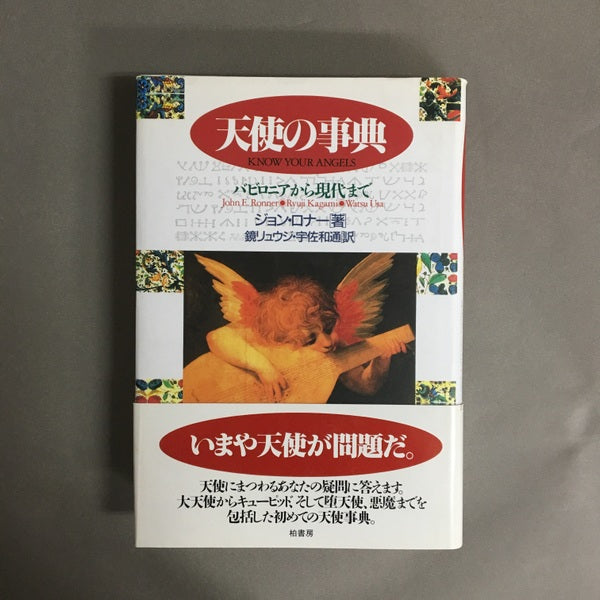 天使の事典
KNOW YOUR ANGELS
バビロニアから現代まで
John E. Ronner●Ryuji Kagami●Watsu Usa
ジョン・ロナー[著]
鏡リュウジ・宇佐和通[訳]
いまや天使が問題だ。
天使にまつわるあなたの疑問に答えます。
大天使からキューピッド、そして堕天使、悪魔までを
包括した初めての天使事典。
柏書房